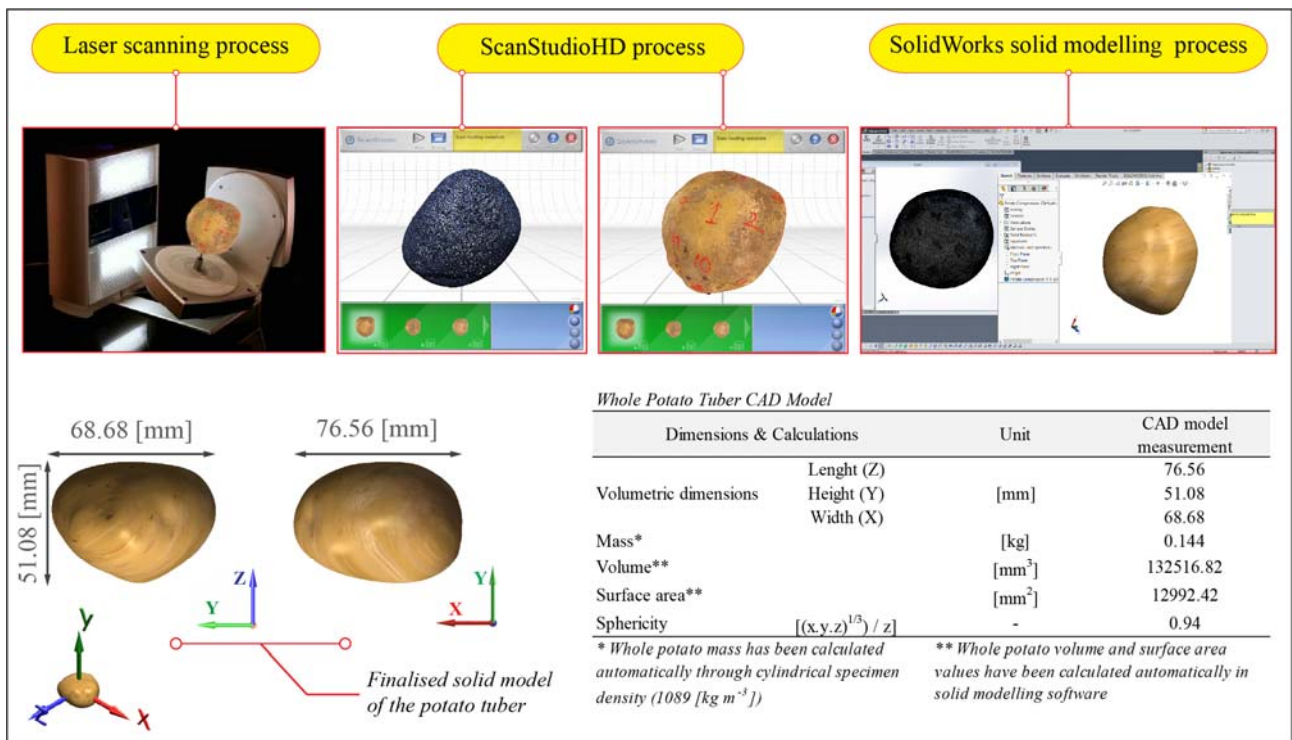 Laser scanning process
ScanStudioHD process
SolidWorks solid modelling process
68.68 [mm]
76.56 [mm]
51.08 [mm]
Z
Y
Y
X
y
Z
X
Finalised solid model
of the potato tuber
Whole Potato Tuber CAD Model
Dimensions & Calculations Unit CAD model measurement
Lenght (Z) 76.56
Volumetric dimensions Height (Y) [mm] 51.08
Width (X) 68.68
Mass* [kg] 0.144
Volume** [mm³] 132516.82
Surface area** [mm²] 12992.42
Sphericity [(x.y.z)^1/3) / z] - 0.94
* Whole potato mass has been calculated
automatically through cylindrical specimen
density (1089 [kg m⁻³])
** Whole potato volume and surface area
values have been calculated automatically in
solid modelling software